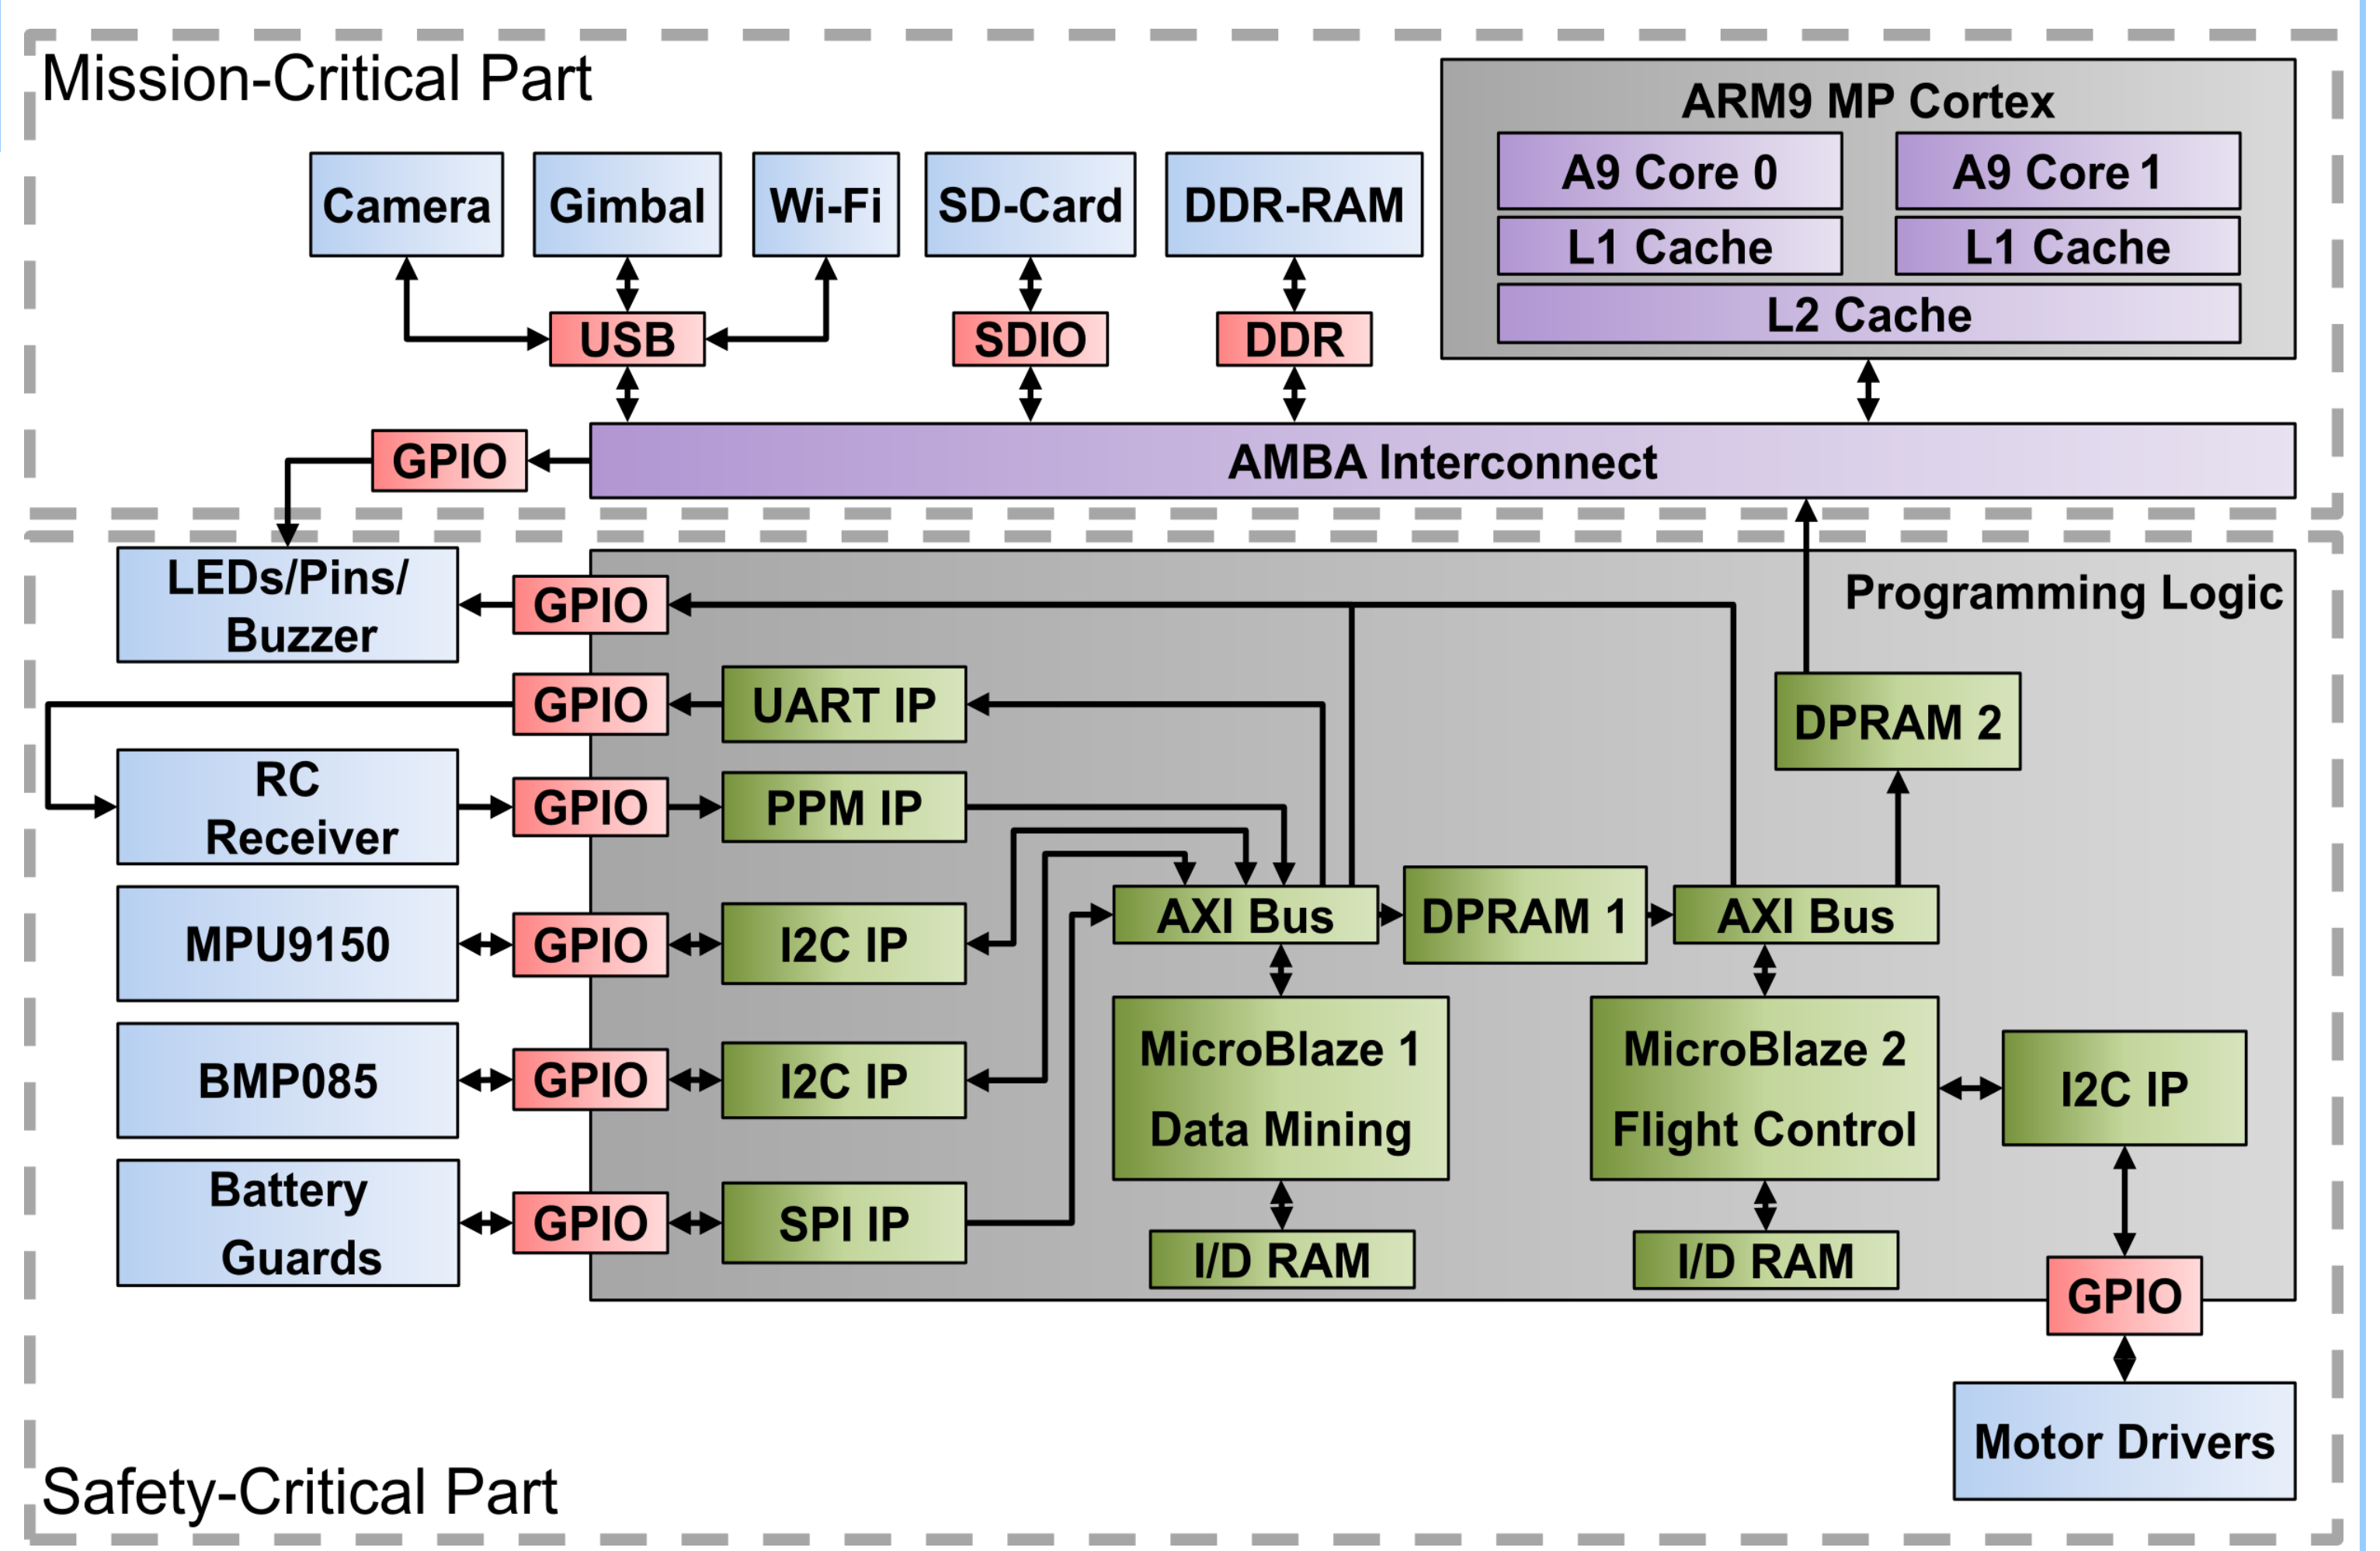 Mission-Critical Part
ARM9 MP Cortex
A9 Core 0
A9 Core 1
L1 Cache
L1 Cache
L2 Cache
Camera
Gimbal
Wi-Fi
SD-Card
DDR-RAM
USB
SDIO
DDR
GPIO
AMBA Interconnect
Programming Logic
LEDs/Pins/
Buzzer
GPIO
GPIO
UART IP
DPRAM 2
RC
Receiver
GPIO
PPM IP
MPU9150
GPIO
I2C IP
AXI Bus
DPRAM 1
AXI Bus
BMP085
GPIO
I2C IP
MicroBlaze 1
Data Mining
MicroBlaze 2
Flight Control
I2C IP
Battery
Guards
GPIO
SPI IP
I/D RAM
I/D RAM
GPIO
Motor Drivers
Safety-Critical Part